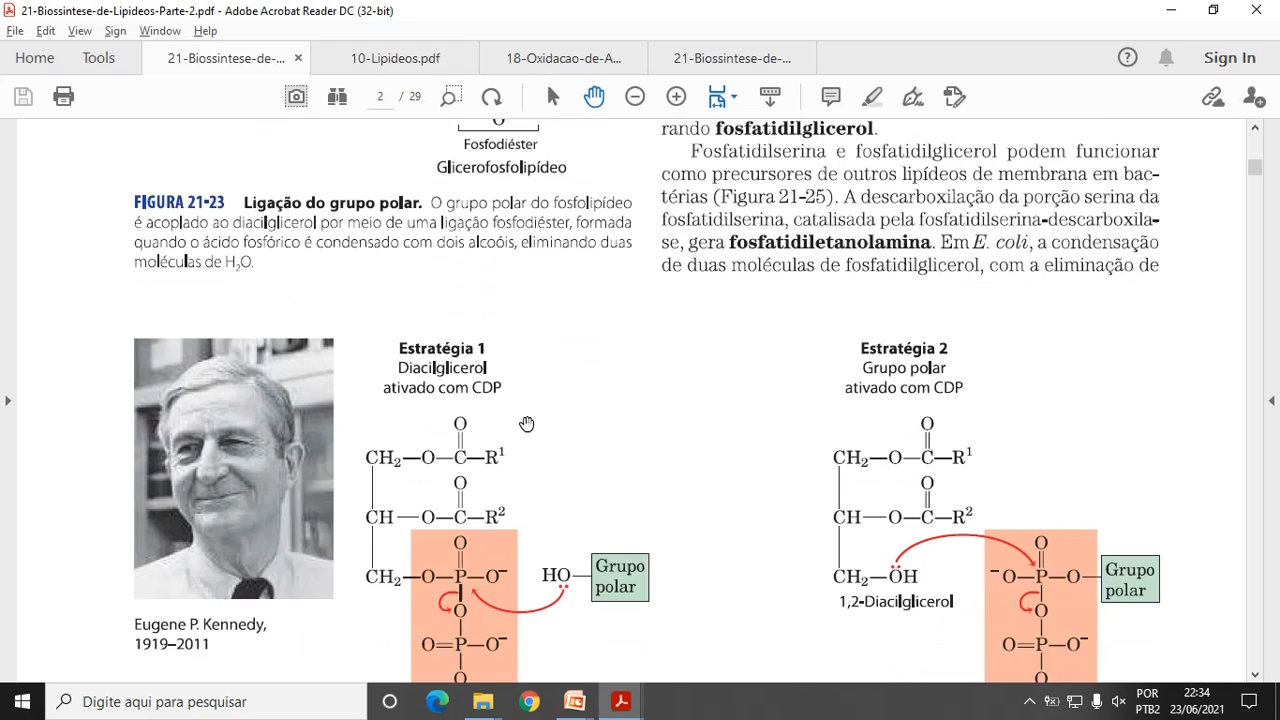 21-Biossintese-de-Lipideos-Parte-2.pdf - Adobe Acrobat Reader DC (32-bit)
File Edit View Sign Window Help
Home Tools 21-Biossintese-de-... × 10-Lipideos.pdf 18-Oxidacao-de-A... 21-Biossintese-de-... Sign In
2 / 29
O
Fosfodiéster
Glicerofosfolipídeo
FIGURA 21-23 Ligação do grupo polar. O grupo polar do fosfolipídeo
é acoplado ao diacilglicerol por meio de uma ligação fosfodiéster, formada
quando o ácido fosfórico é condensado com dois alcoóis, eliminando duas
moléculas de H₂O.
rando fosfatidilglicerol.
Fosfatidilserina e fosfatidilglicerol podem funcionar
como precursores de outros lipídeos de membrana em bac-
térias (Figura 21-25). A descarboxilação da porção serina da
fosfatidilserina, catalisada pela fosfatidilserina-descarboxila-
se, gera fosfatidiletanolamina. Em E. coli, a condensação
de duas moléculas de fosfatidilglicerol, com a eliminação de
Eugene P. Kennedy,
1919–2011
Estratégia 1
Diacilglicerol
ativado com CDP
O
CH₂—O—C—R¹
O
CH—O—C—R²
O
CH₂—O—P—O⁻
HO— Grupo
polar
O
O=P—O⁻
O
Estratégia 2
Grupo polar
ativado com CDP
O
CH₂—O—C—R¹
O
CH—O—C—R²
CH₂—OH
1,2-Diacilglicerol
O
⁻O—P—O— Grupo
polar
O
O=P—O⁻
O
Digite aqui para pesquisar
POR
PTB2
22:34
23/06/2021